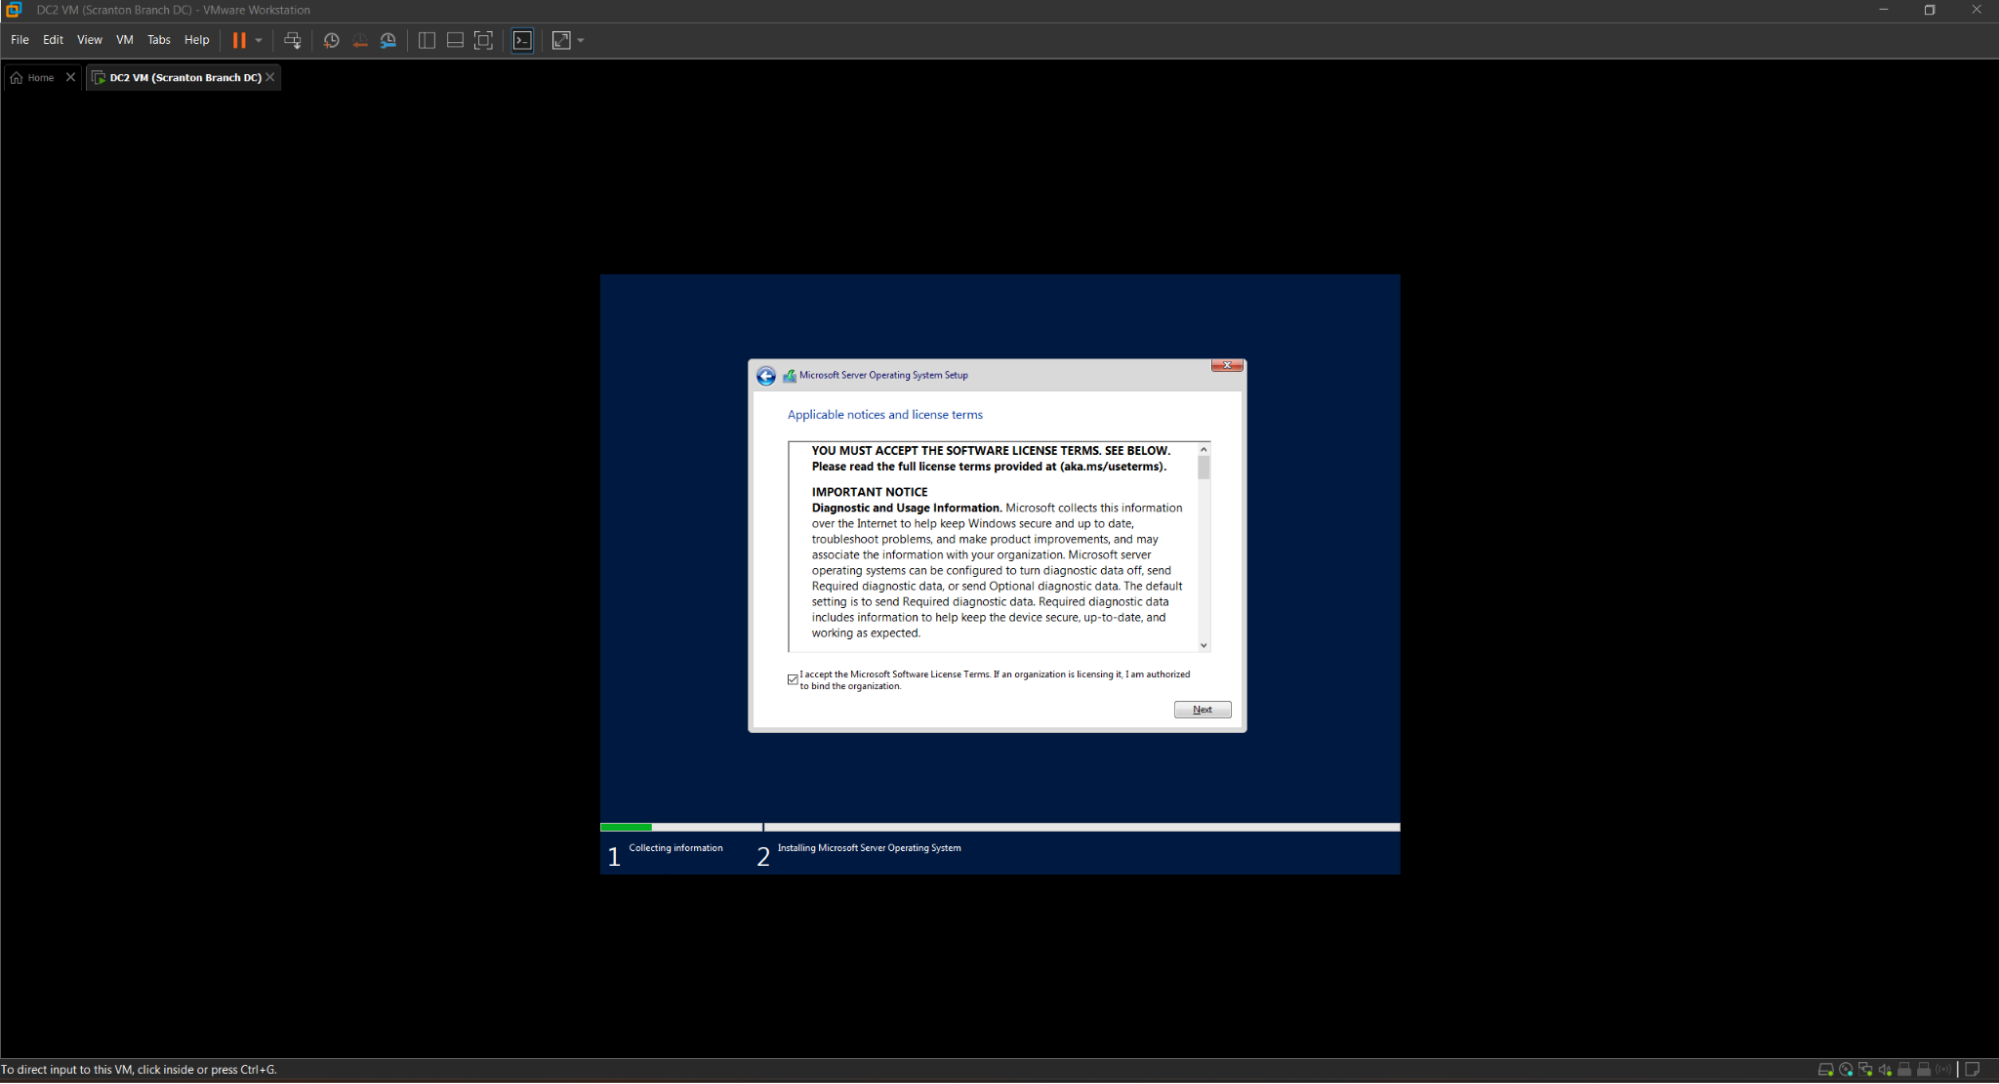 DC2 VM (Scranton Branch DC) - VMware Workstation
File Edit View VM Tabs Help
Home DC2 VM (Scranton Branch DC)
Microsoft Server Operating System Setup
Applicable notices and license terms
YOU MUST ACCEPT THE SOFTWARE LICENSE TERMS. SEE BELOW.
Please read the full license terms provided at (aka.ms/useterms).
IMPORTANT NOTICE
Diagnostic and Usage Information. Microsoft collects this information
over the Internet to help keep Windows secure and up to date,
troubleshoot problems, and make product improvements, and may
associate the information with your organization. Microsoft server
operating systems can be configured to turn diagnostic data off, send
Required diagnostic data, or send Optional diagnostic data. The default
setting is to send Required diagnostic data. Required diagnostic data
includes information to help keep the device secure, up-to-date, and
working as expected.
I accept the Microsoft Software License Terms. If an organization is licensing it, I am authorized
to bind the organization.
Next
1 Collecting information 2 Installing Microsoft Server Operating System
To direct input to this VM, click inside or press Ctrl+G.